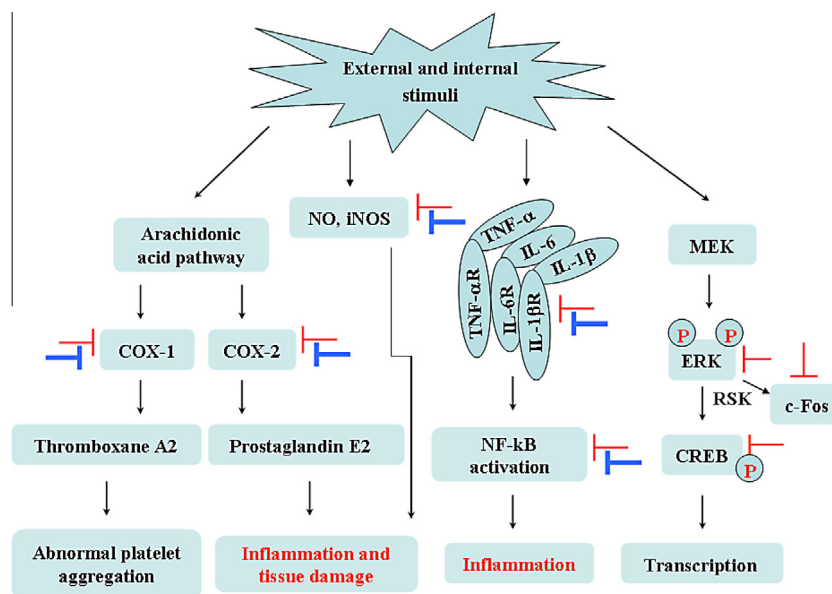 External and internal
stimuli
Arachidonic
acid pathway
NO, iNOS
TNF-α
IL-6
IL-1β
TNF-αR
IL-6R
IL-1βR
MEK
COX-1
COX-2
P
P
ERK
RSK
c-Fos
Thromboxane A2
Prostaglandin E2
NF-kB
activation
CREB
P
Abnormal platelet
aggregation
Inflammation and
tissue damage
Inflammation
Transcription